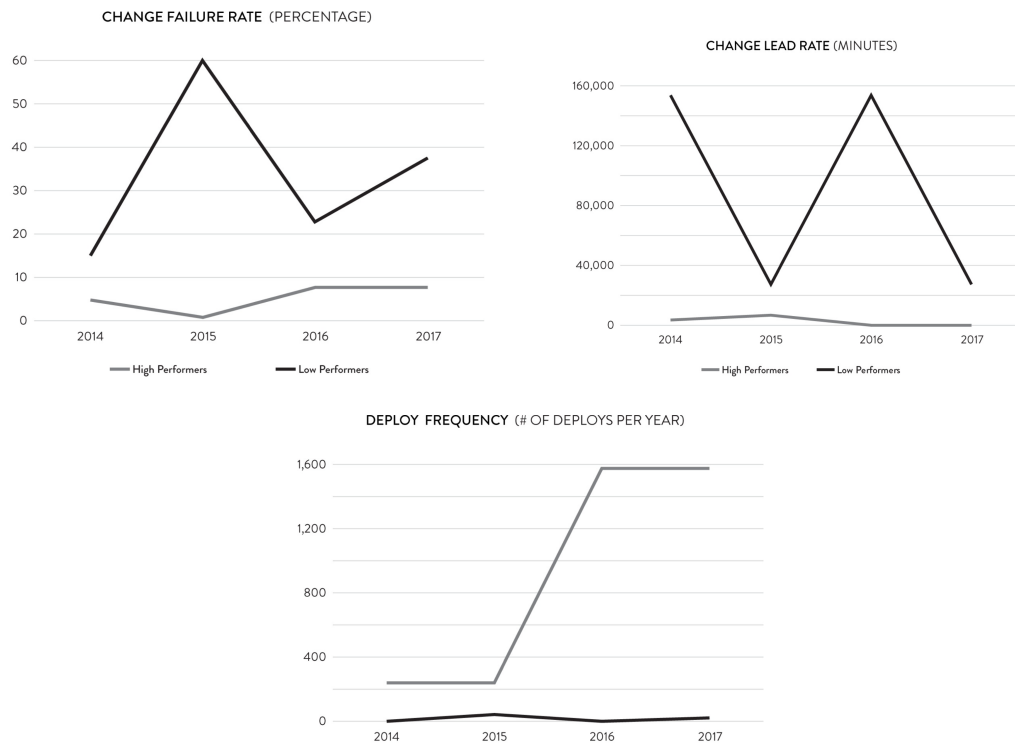 CHANGE FAILURE RATE (PERCENTAGE)
60
50
40
30
20
10
0
2014 2015 2016 2017
High Performers Low Performers
CHANGE LEAD RATE (MINUTES)
160,000
120,000
80,000
40,000
0
2014 2015 2016 2017
High Performers Low Performers
DEPLOY FREQUENCY (# OF DEPLOYS PER YEAR)
1,600
1,200
800
400
0
2014 2015 2016 2017